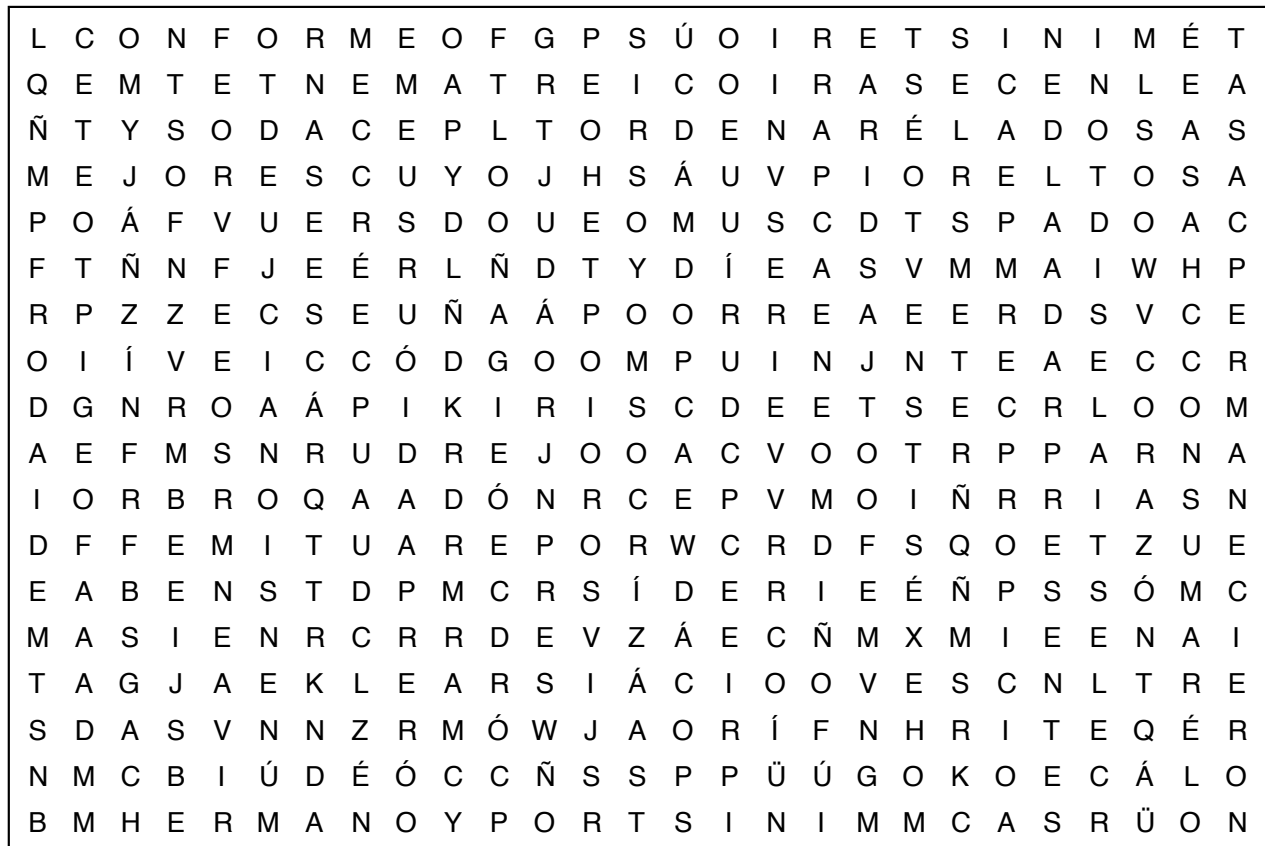 L C O N F O R M E O F G P S Ú O I R E T S I N I M É T
Q E M T E T N E M A T R E I C O I R A S E C E N L E A
Ñ T Y S O D A C E P L T O R D E N A R É L A D O S A S
M E J O R E S C U Y O J H S Á U V P I O R E L T O S A
P O Á F V U E R S D O U E O M U S C D T S P A D O A C
F T Ñ N F J E É R L Ñ D T Y D Í E A S V M M A I W H P
R P Z Z E C S E U Ñ A Á P O O R R E A E E R D S V C E
O I Í V E I C C Ó D G O O M P U I N J N T E A E C C R
D G N R O A Á P I K I R I S C D E E T S E C R L O O M
A E F M S N R U D R E J O O A C V O O T R P P A R N A
I O R B R O Q A A D Ó N R C E P V M O I Ñ R R I A S N
D F F E M I T U A R E P O R W C R D F S Q O E T Z U E
E A B E N S T D P M C R S Í D E R I E É Ñ P S S Ó M C
M A S I E N R C R R D E V Z Á E C Ñ M X M I E E N A I
T A G J A E K L E A R S I Á C I O O V E S C N L T R E
S D A S V N N Z R M Ó W J A O R Í F N H R I T E Q É R
N M C B I Ú D É Ó C C Ñ S S P P Ü Ú G O K O E C Á L O
B M H E R M A N O Y P O R T S I N I M M C A S R Ü O N